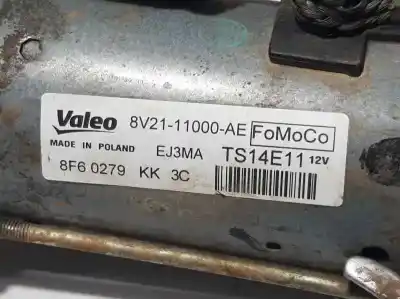 Valeo 8V21-11000-AE FoMoCo
MADE IN POLAND EJ3MA TS14E11 12V
8F6 0279 KK 3C